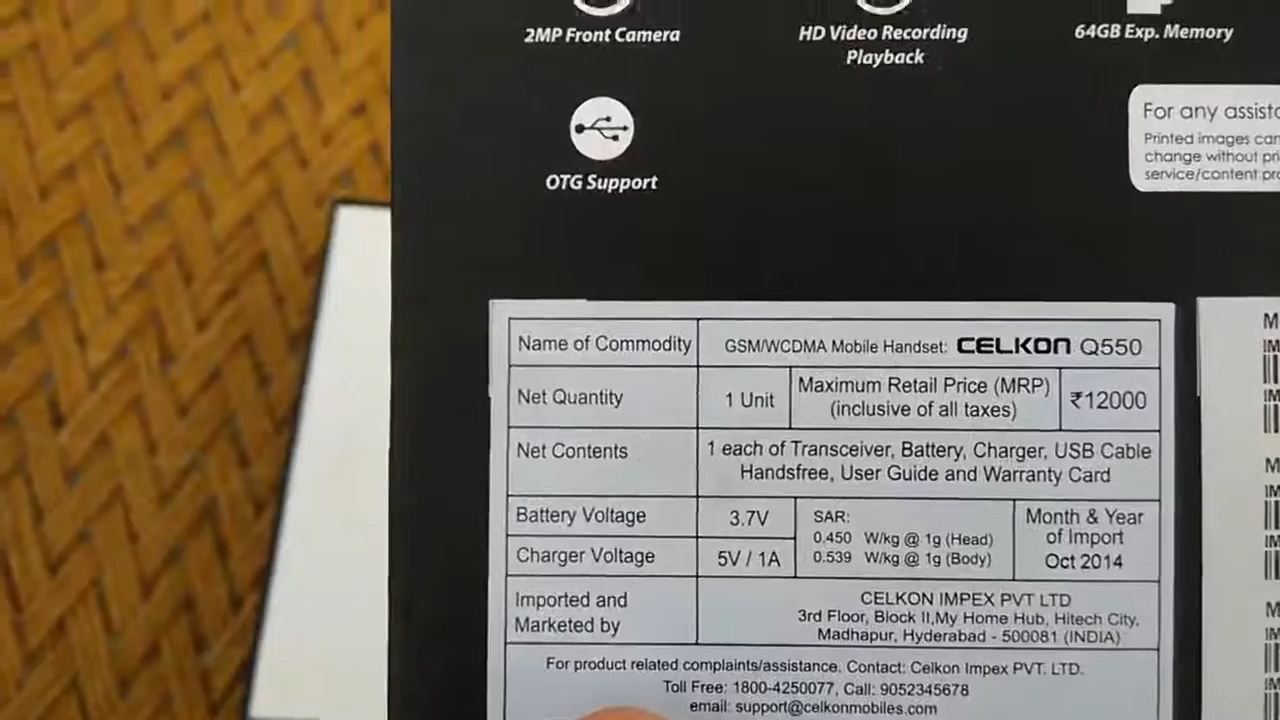 2MP Front Camera
HD Video Recording
Playback
64GB Exp. Memory
OTG Support
For any
Printed images
change without
service/content
Name of Commodity GSM/WCDMA Mobile Handset: CELKON Q550
Net Quantity 1 Unit Maximum Retail Price (MRP)
(inclusive of all taxes) ₹12000
Net Contents 1 each of Transceiver, Battery, Charger, USB Cable
Handsfree, User Guide and Warranty Card
Battery Voltage 3.7V
Charger Voltage 5V / 1A
SAR:
0.450 W/kg @ 1g (Head)
0.539 W/kg @ 1g (Body)
Month & Year
of Import
Oct 2014
Imported and
Marketed by
CELKON IMPEX PVT LTD
3rd Floor, Block II,My Home Hub, Hitech City,
Madhapur, Hyderabad - 500081 (INDIA)
For product related complaints/assistance. Contact: Celkon Impex PVT. LTD.
Toll Free: 1800-4250077, Call: 9052345678
email: support@celkonmobiles.com